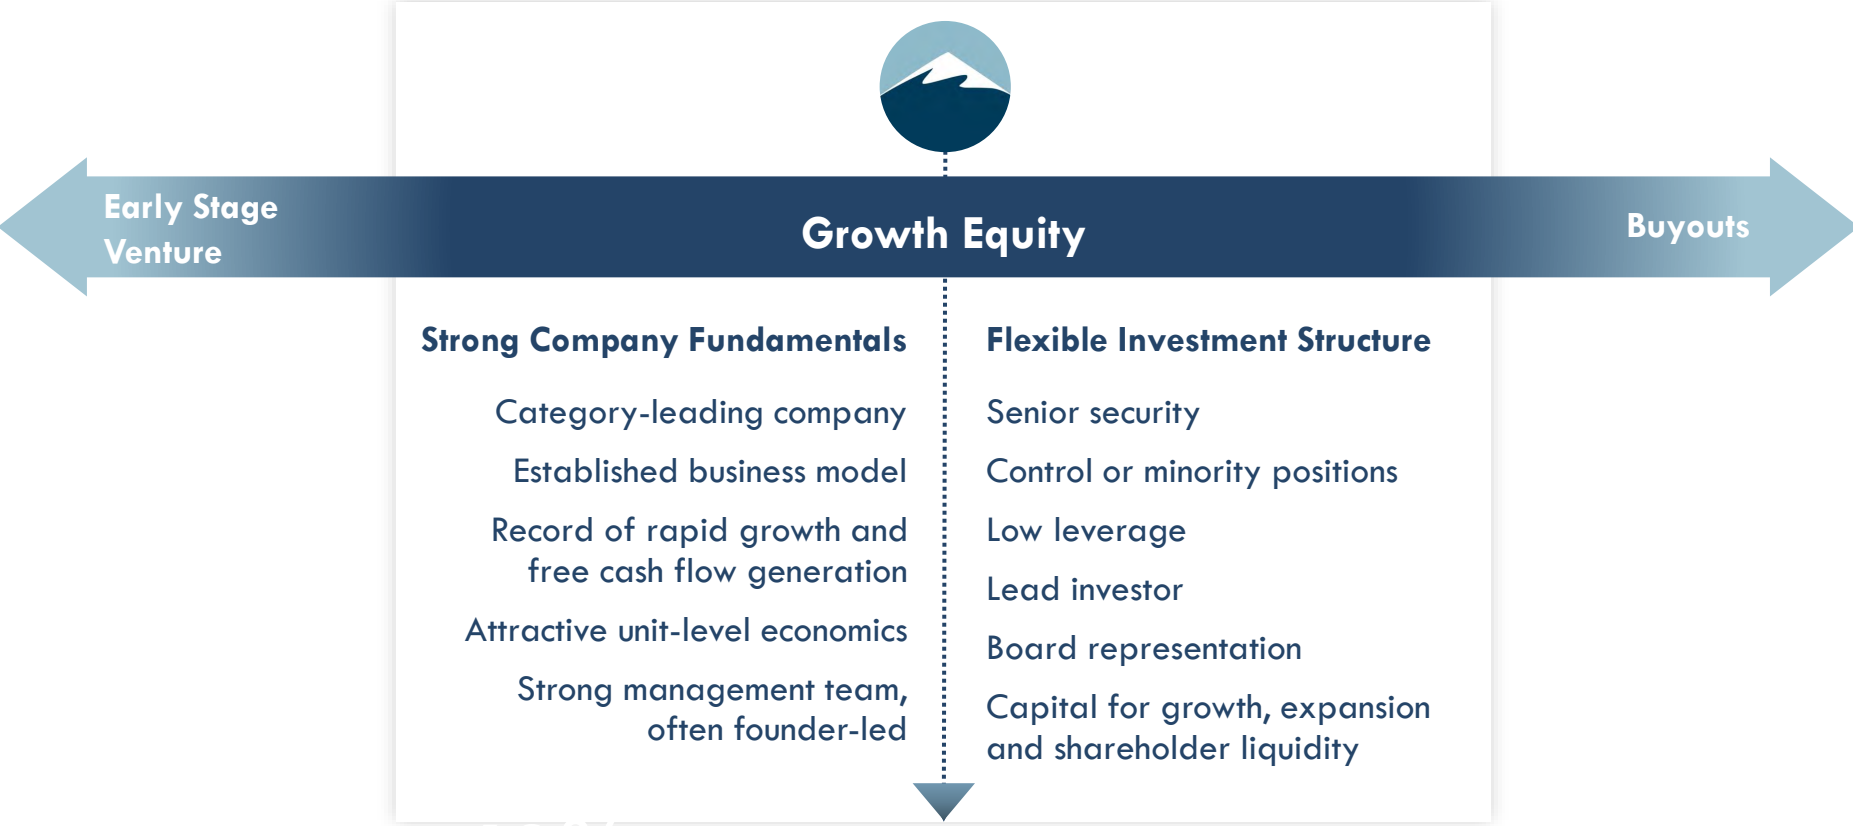 Early Stage
Venture
Growth Equity
Buyouts
Strong Company Fundamentals
Category-leading company
Established business model
Record of rapid growth and
free cash flow generation
Attractive unit-level economics
Strong management team,
often founder-led
Flexible Investment Structure
Senior security
Control or minority positions
Low leverage
Lead investor
Board representation
Capital for growth, expansion
and shareholder liquidity